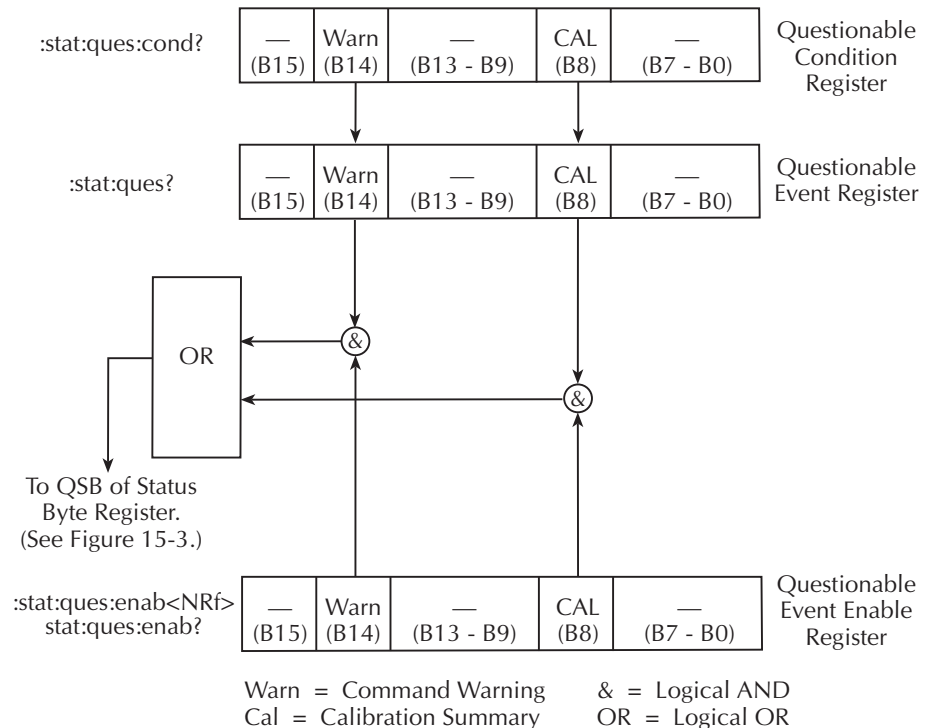 :stat:ques:cond?
—
(B15)
Warn
(B14)
—
(B13 - B9)
CAL
(B8)
—
(B7 - B0)
Questionable
Condition
Register
:stat:ques?
—
(B15)
Warn
(B14)
—
(B13 - B9)
CAL
(B8)
—
(B7 - B0)
Questionable
Event Register
&
OR
&
To QSB of Status
Byte Register.
(See Figure 15-3.)
:stat:ques:enab<NRf>
stat:ques:enab?
—
(B15)
Warn
(B14)
—
(B13 - B9)
CAL
(B8)
—
(B7 - B0)
Questionable
Event Enable
Register
Warn = Command Warning
& = Logical AND
Cal = Calibration Summary
OR = Logical OR